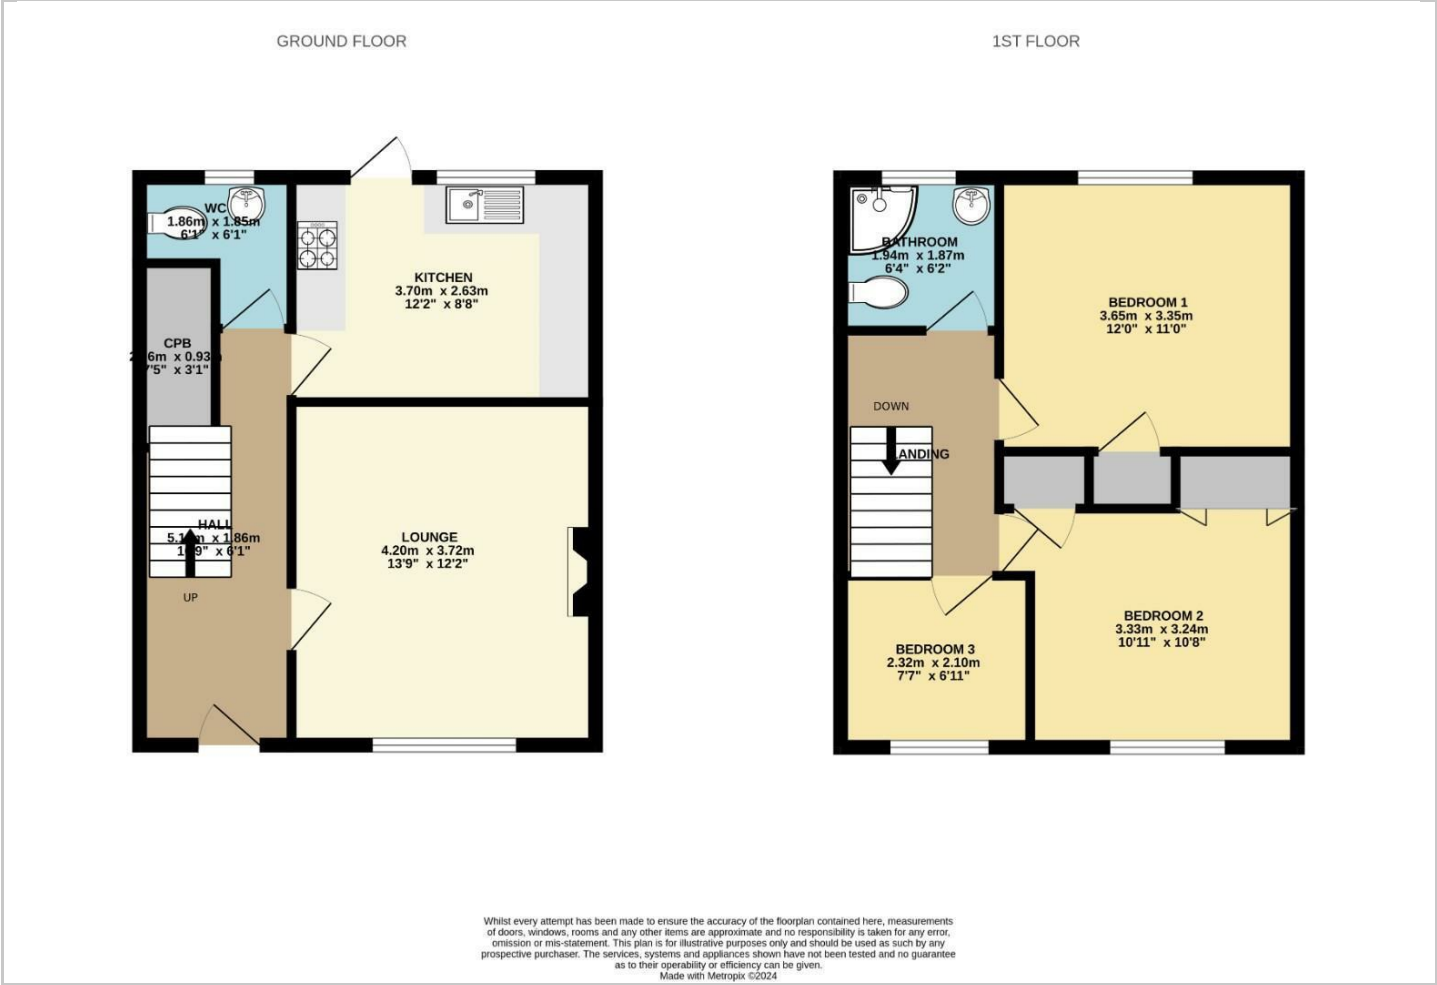 GROUND FLOOR
1ST FLOOR
WC
1.86m x 1.85m
6'1" x 6'1"
KITCHEN
3.70m x 2.63m
12'2" x 8'8"
CPB
x 0.93m
7'5" x 3'1"
HALL
x 1.86m
x 6'1"
UP
LOUNGE
4.20m x 3.72m
13'9" x 12'2"
BATHROOM
1.94m x 1.87m
6'4" x 6'2"
BEDROOM 1
3.65m x 3.35m
12'0" x 11'0"
DOWN
LANDING
BEDROOM 2
3.33m x 3.24m
10'11" x 10'8"
BEDROOM 3
2.32m x 2.10m
7'7" x 6'11"
Whilst every attempt has been made to ensure the accuracy of the floorplan contained here, measurements
of doors, windows, rooms and any other items are approximate and no responsibility is taken for any error,
omission or mis-statement. This plan is for illustrative purposes only and should be used as such by any
prospective purchaser. The services, systems and appliances shown have not been tested and no guarantee
as to their operability or efficiency can be given.
Made with Metropix ©2024